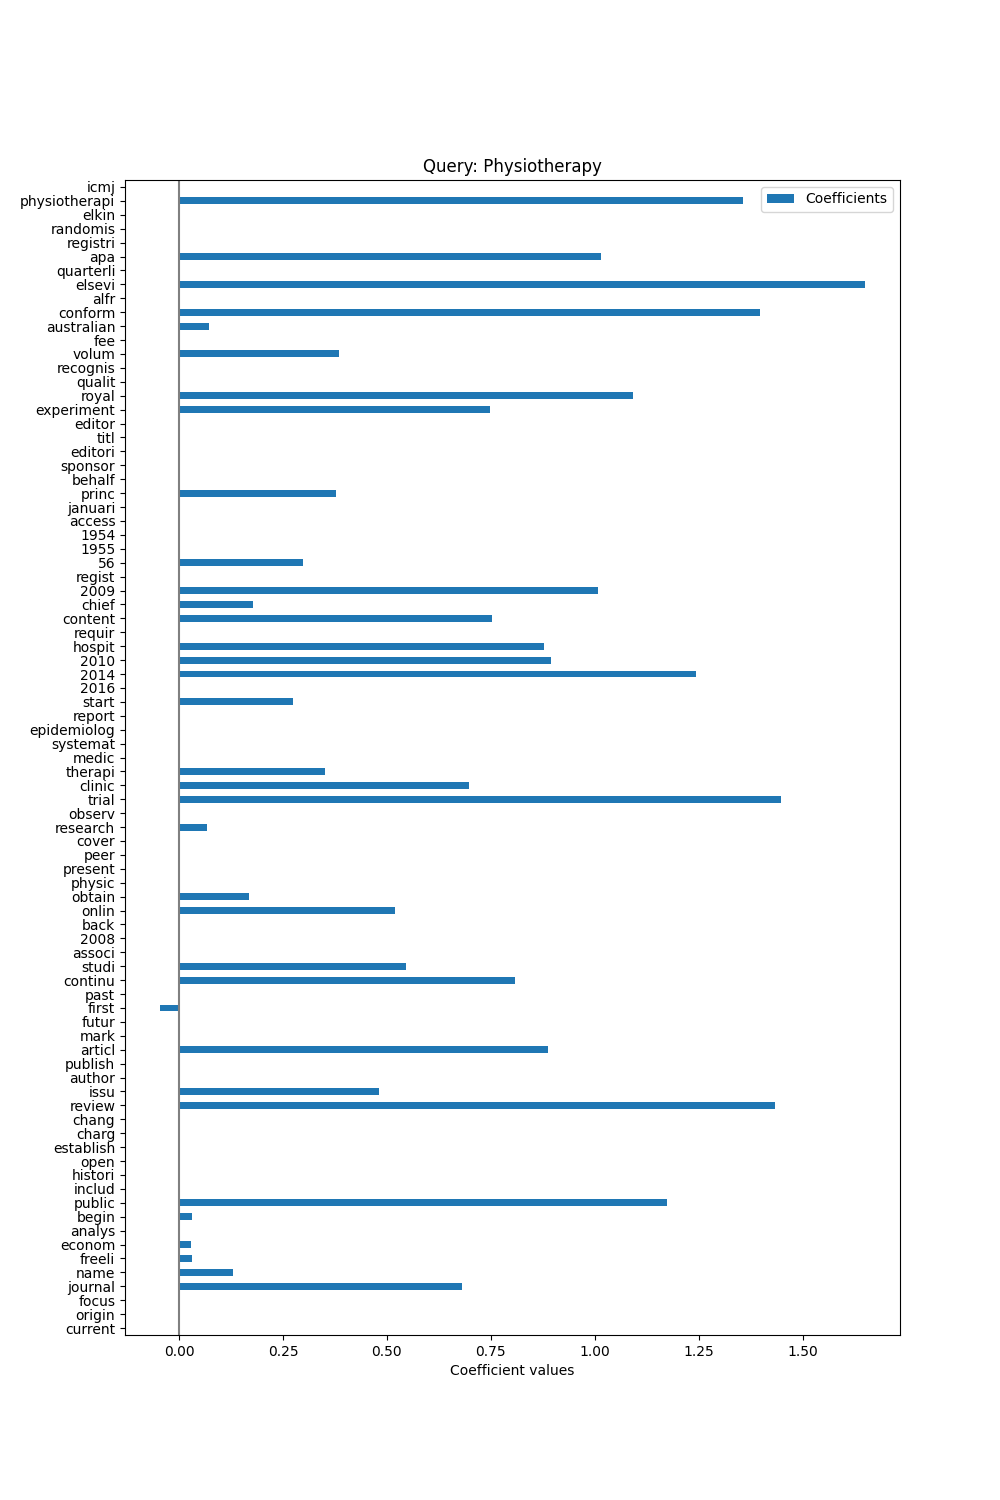 Query: Physiotherapy
Coefficients
icmj
physiotherapi
elkin
randomis
registri
apa
quarterli
elsevi
alfr
conform
australian
fee
volum
recognis
qualit
royal
experiment
editor
titl
editori
sponsor
behalf
princ
januari
access
1954
1955
56
regist
2009
chief
content
requir
hospit
2010
2014
2016
start
report
epidemiolog
systemat
medic
therapi
clinic
trial
observ
research
cover
peer
present
physic
obtain
onlin
back
2008
associ
studi
continu
past
first
futur
mark
articl
publish
author
issu
review
chang
charg
establish
open
histori
includ
public
begin
analys
econom
freeli
name
journal
focus
origin
current
0.00 0.25 0.50 0.75 1.00 1.25 1.50
Coefficient values